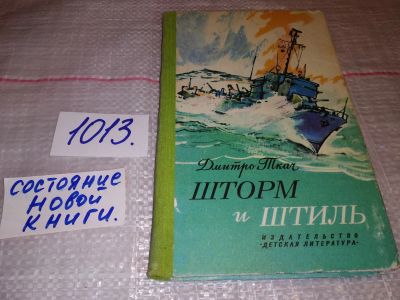 1013.
состояние
новой
книги.
Дмитро Ткач
ШТОРМ
и ШТИЛЬ
ИЗДАТЕЛЬСТВО
«ДЕТСКАЯ ЛИТЕРАТУРА»